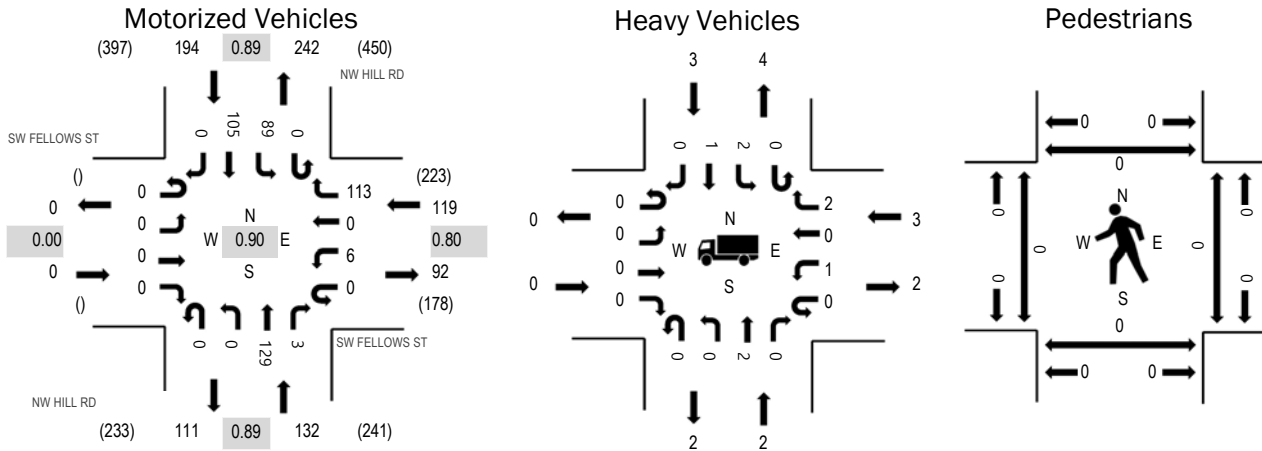 Motorized Vehicles
(397) 194 0.89 242 (450)
NW HILL RD
SW FELLOWS ST
0 105 89 0
() 0 113 (223)
0 0 N 0 119
0.00 W 0.90 E 0.80
0 0 S 6 92
() 0 0 (178)
0 0 129 3
SW FELLOWS ST
NW HILL RD
(233) 111 0.89 132 (241)
Heavy Vehicles
3 4
0 1 2 0
0 2
0 0 N 0 3
W E
0 0 S 1 2
0 0
0 0 2 0
2 2
Pedestrians
0 0
0
N
0 0
W E
0 0
0 0
S
0
0 0